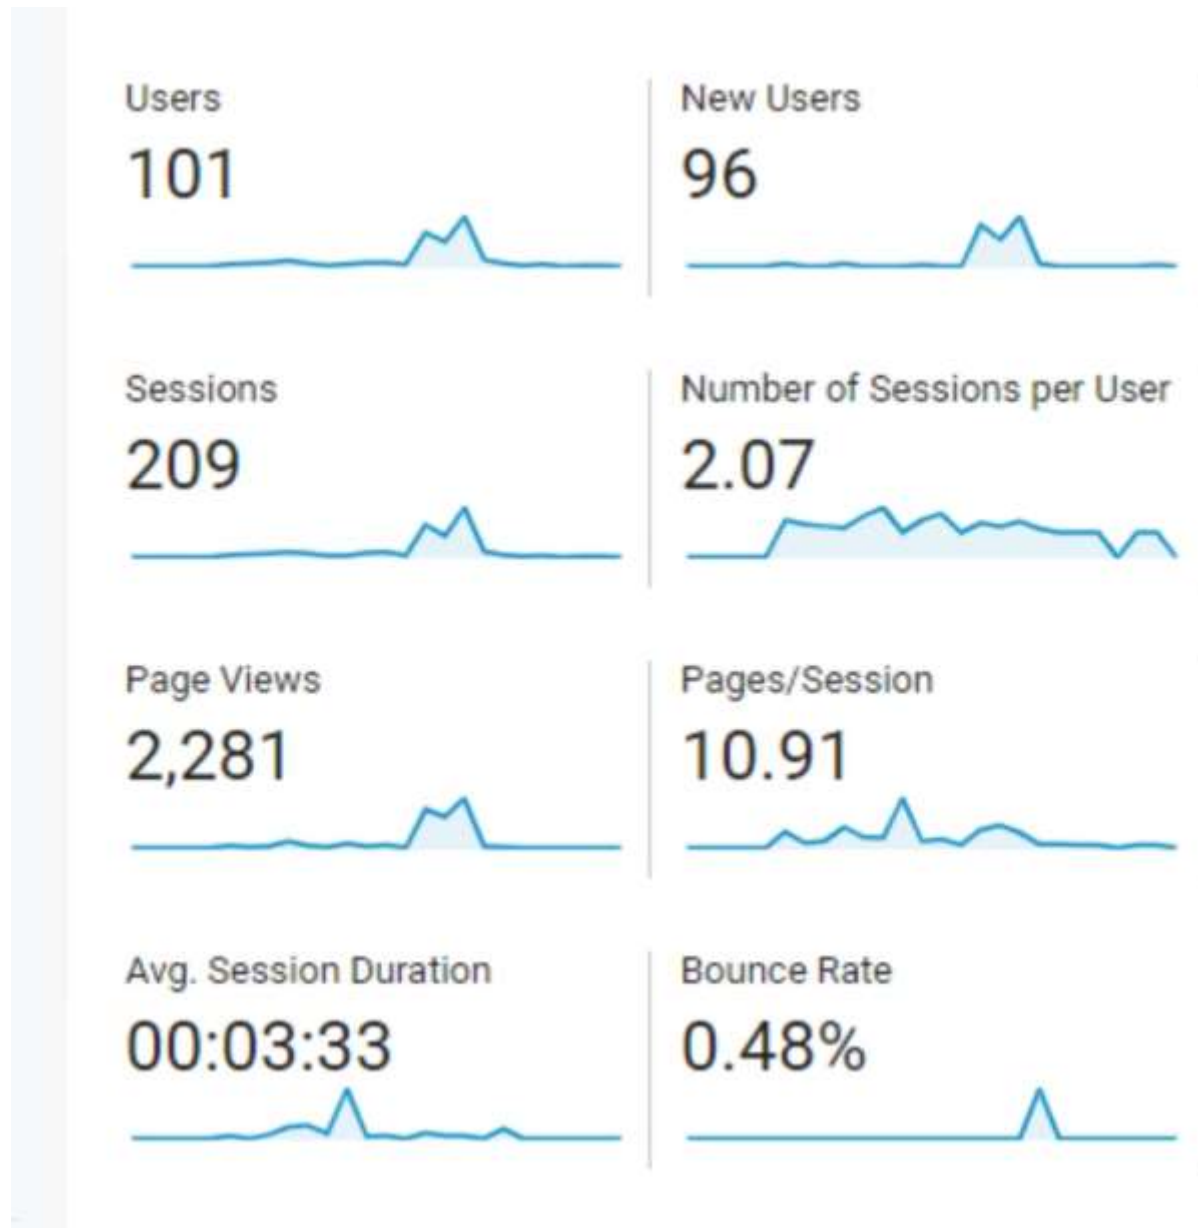 Users
101
New Users
96
Sessions
209
Number of Sessions per User
2.07
Page Views
2,281
Pages/Session
10.91
Avg. Session Duration
00:03:33
Bounce Rate
0.48%